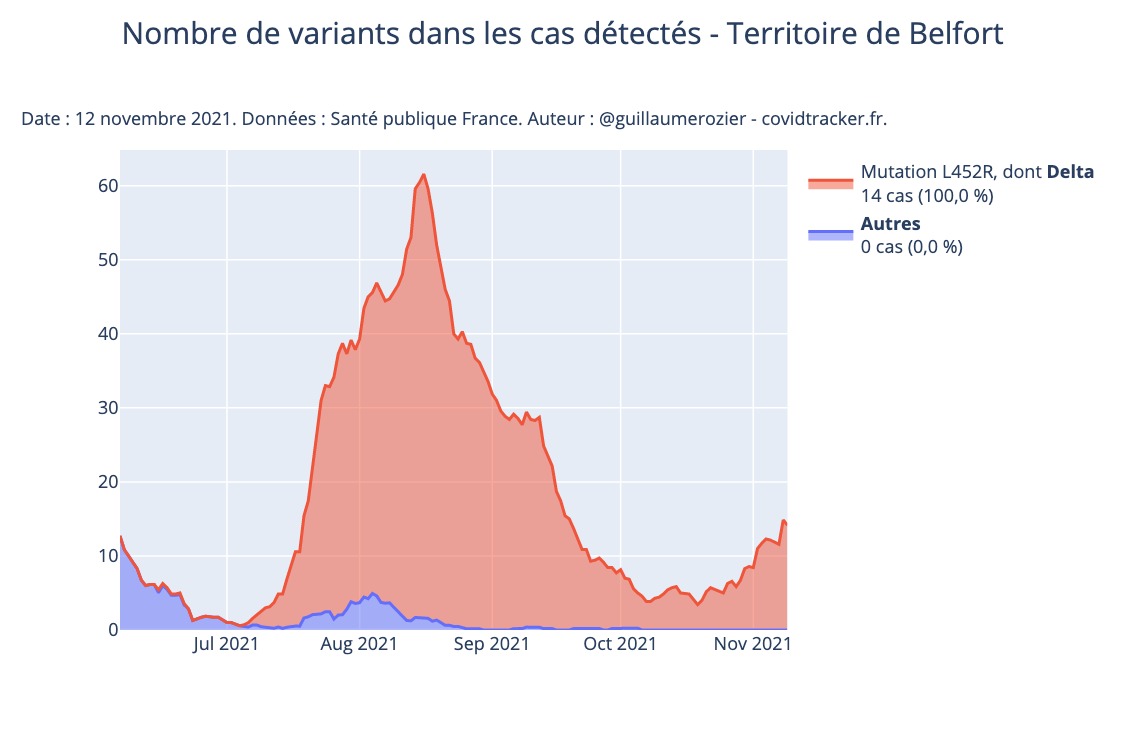 Nombre de variants dans les cas détectés - Territoire de Belfort
Date : 12 novembre 2021. Données : Santé publique France. Auteur : @guillaumerozier - covidtracker.fr.
Mutation L452R, dont Delta
14 cas (100,0 %)
Autres
0 cas (0,0 %)
60
50
40
30
20
10
0
Jul 2021 Aug 2021 Sep 2021 Oct 2021 Nov 2021